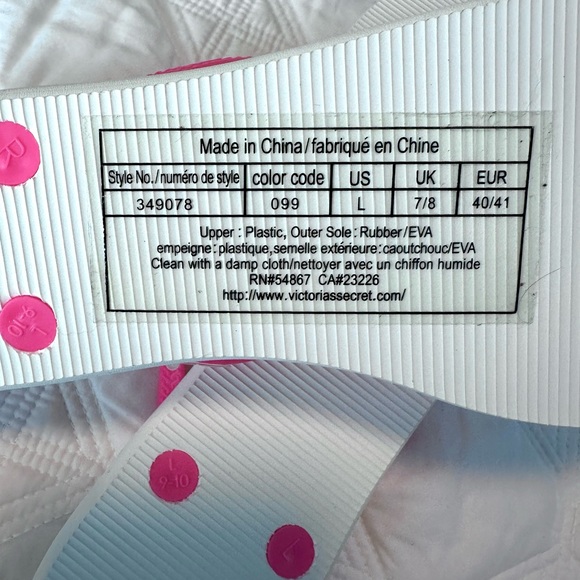 Made in China/fabriqué en Chine
Style No./numéro de style color code US UK EUR
349078 099 L 7/8 40/41
Upper : Plastic, Outer Sole : Rubber/EVA
empeigne:plastique,semelle extérieure:caoutchouc/EVA
Clean with a damp cloth/nettoyer avec un chiffon humide
RN#54867 CA#23226
http://www.victoriassecret.com/
R
L
9-10
L
9-10
L